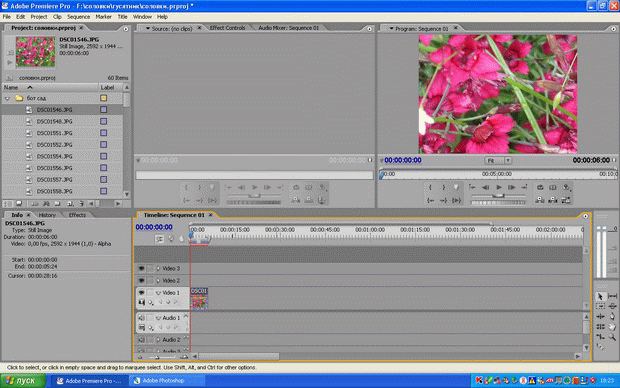 Adobe Premiere Pro - F:\соловки\гусятник\соловки.prproj *
File Edit Project Clip Sequence Marker Title Window Help
Project: соловки.prproj
DSC01546.JPG
Still Image, 2592 x 1944 ...
00:00:06:00
соловки.prproj
60 Items
Name
Label
бот сад
DSC01546.JPG
DSC01548.JPG
DSC01551.JPG
DSC01552.JPG
DSC01554.JPG
DSC01556.JPG
DSC01557.JPG
DSC01558.JPG
Source: (no clips)
Effect Controls
Audio Mixer: Sequence 01
00:00:00:00
00:00:00:00
Program: Sequence 01
00:00:00:00
Fit
00:00:06:00
00:00
00:05:00:00
00:10:0
Info
History
Effects
DSC01546.JPG
Type: Still Image
Duration: 00:00:06:00
Video: 0,00 fps, 2592 x 1944 (1,0) - Alpha
Start: 00:00:00:00
End: 00:00:05:24
Cursor: 00:00:28:16
Timeline: Sequence 01
00:00:00:00
00:00
00:00:15:00
00:00:30:00
00:00:45:00
00:01:00:00
00:01:15:00
00:01:30:00
00:01:45:00
00:02:00:00
Video 3
Video 2
Video 1
DSC01
Audio 1
Audio 2
Audio 3
Click to select, or click in empty space and drag to marquee select. Use Shift, Alt, and Ctrl for other options.
пуск
Adobe Premiere Pro -...
Adobe Photoshop
18:23